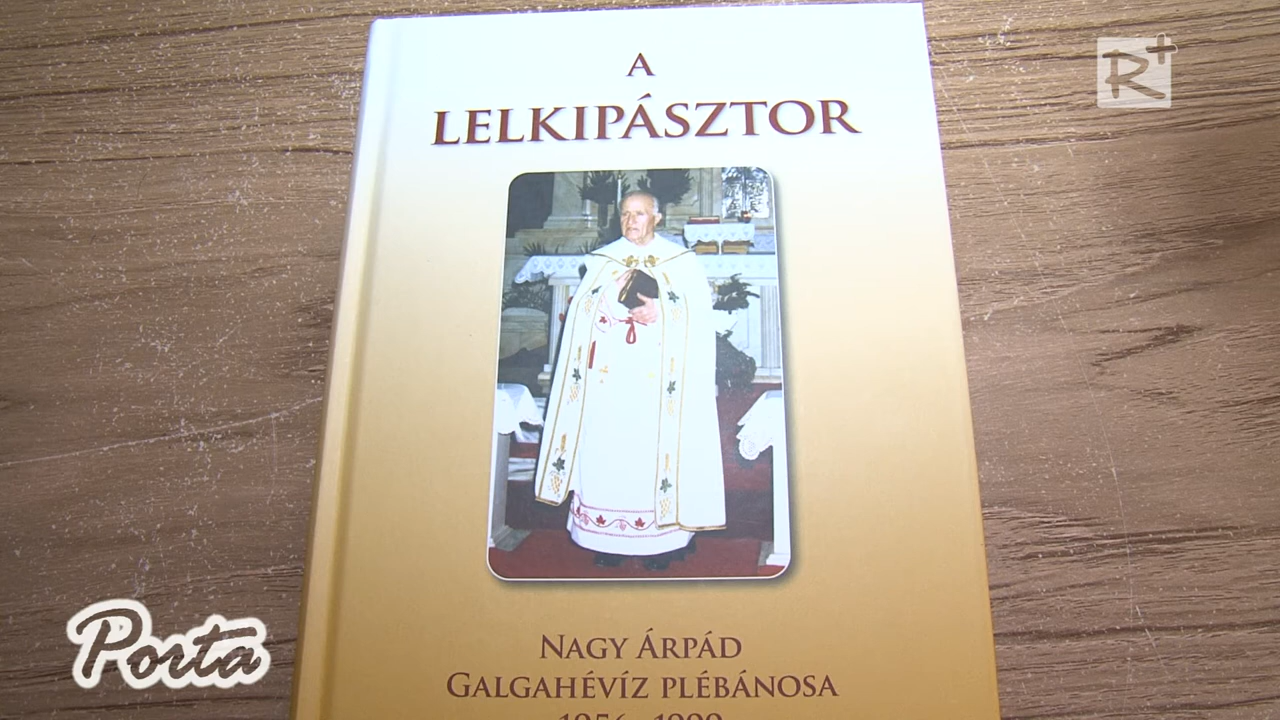 A
LELKIPÁSZTOR
R+
NAGY ÁRPÁD
GALGAHÉVÍZ PLÉBÁNOSA
Porta